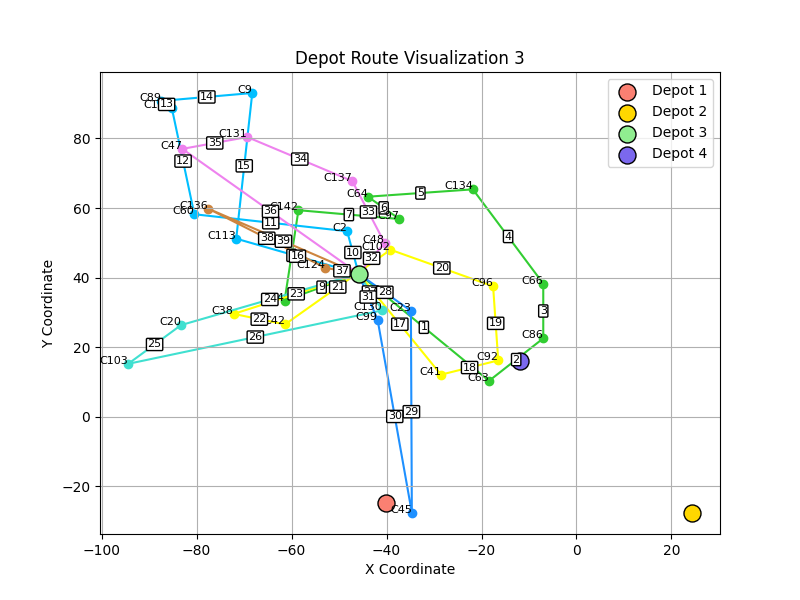 Depot Route Visualization 3
Depot 1
Depot 2
Depot 3
Depot 4
C89
13
14
C9
C131
35
C47
12
15
34
C137
C64
5
C134
C136
C60
36
11
C142
7
33
6
C97
C2
C113
38
39
C48
C102
4
10
16
32
C124
37
20
C96
C66
9
21
28
23
24
31
C130
C23
3
C38
C99
C20
22
C42
17
1
19
C86
26
25
C103
C41
18
C92
2
C63
30
29
C45
80
60
40
20
0
−20
−100
−80
−60
−40
−20
0
20
X Coordinate
Y Coordinate